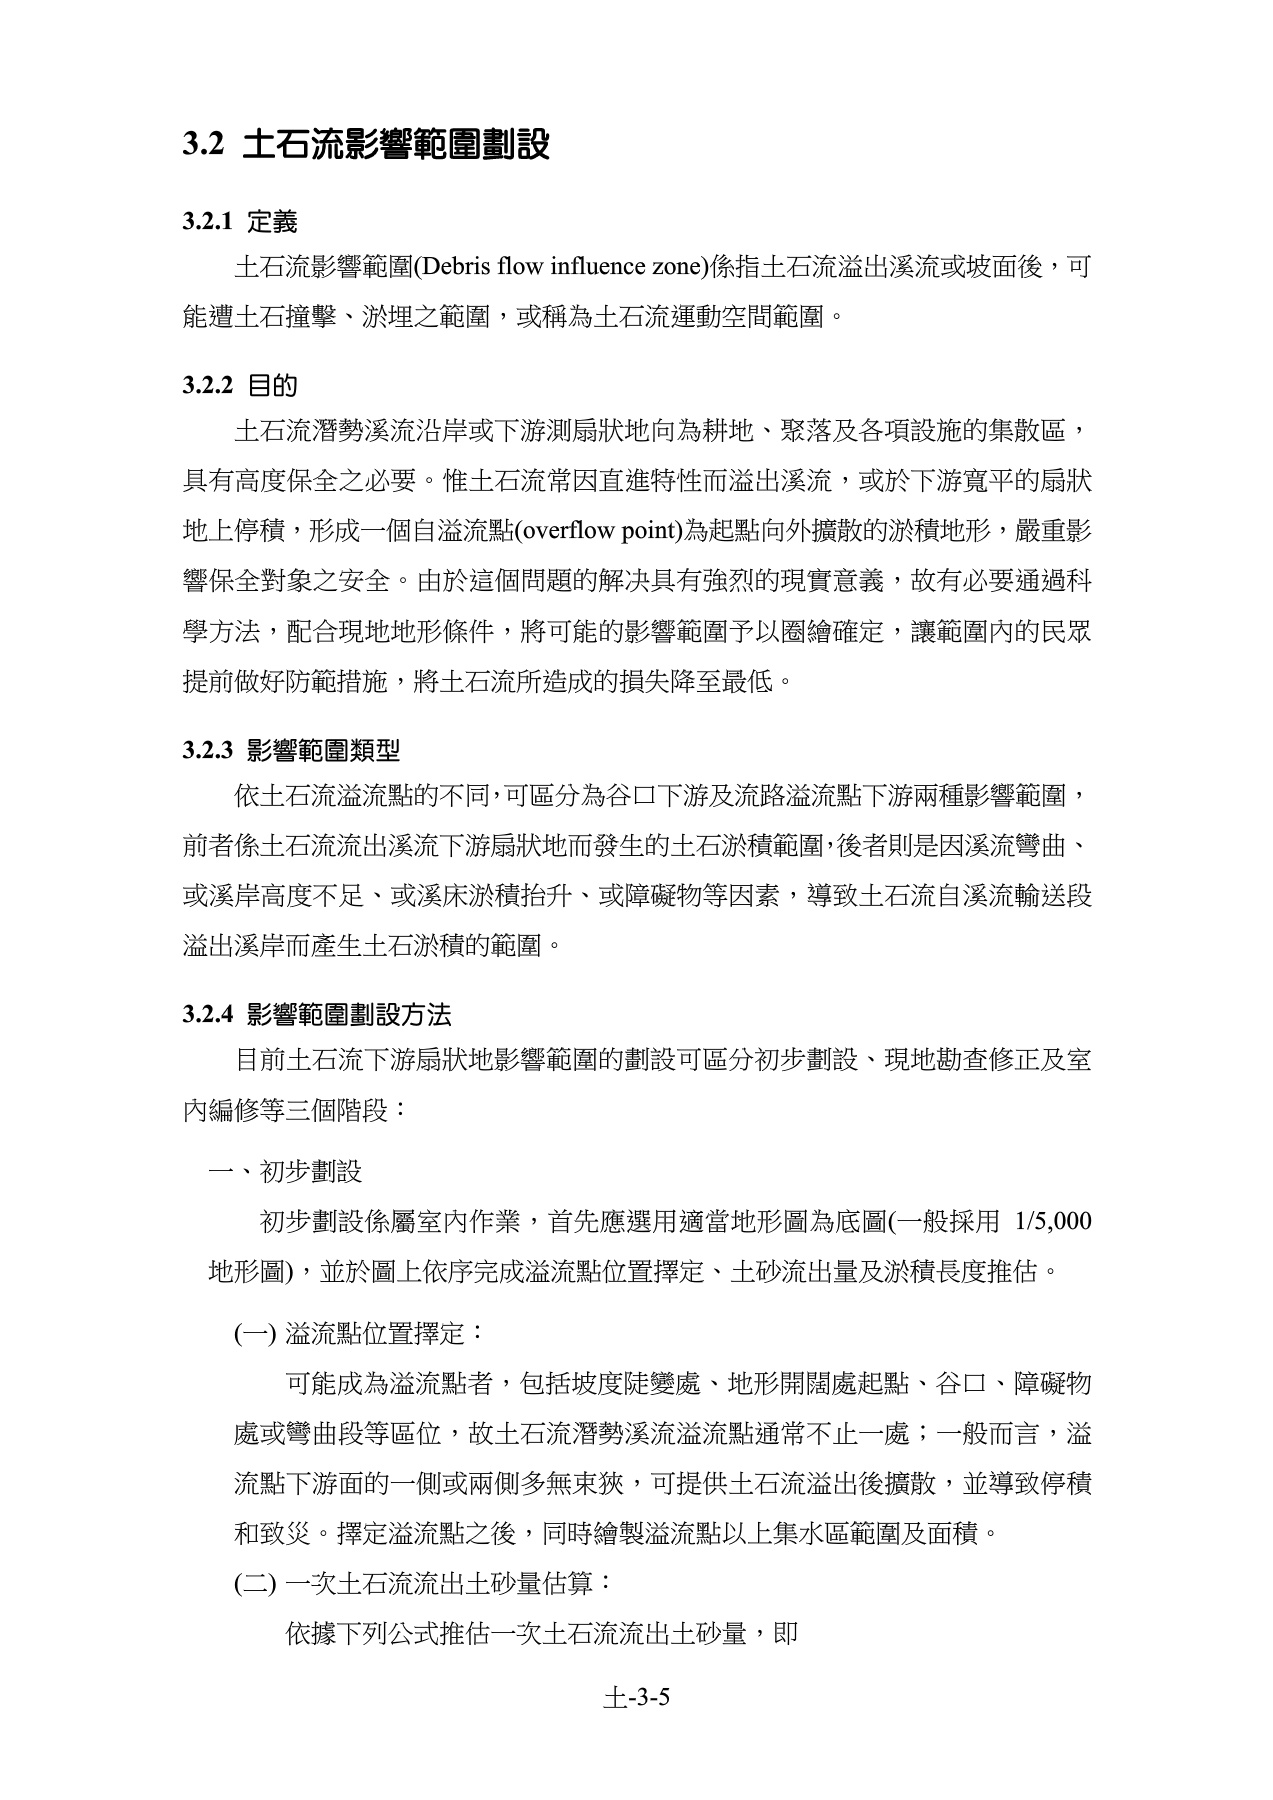 3.2 土石流影響範圍劃設
3.2.1 定義
土石流影響範圍(Debris flow influence zone)係指土石流溢出溪流或坡面後，可
能遭土石撞擊、淤埋之範圍，或稱為土石流運動空間範圍。
3.2.2 目的
土石流潛勢溪流沿岸或下游測扇狀地向為耕地、聚落及各項設施的集散區，
具有高度保全之必要。惟土石流常因直進特性而溢出溪流，或於下游寬平的扇狀
地上停積，形成一個自溢流點(overflow point)為起點向外擴散的淤積地形，嚴重影
響保全對象之安全。由於這個問題的解決具有強烈的現實意義，故有必要通過科
學方法，配合現地地形條件，將可能的影響範圍予以圈繪確定，讓範圍內的民眾
提前做好防範措施，將土石流所造成的損失降至最低。
3.2.3 影響範圍類型
依土石流溢流點的不同，可區分為谷口下游及流路溢流點下游兩種影響範圍，
前者係土石流流出溪流下游扇狀地而發生的土石淤積範圍，後者則是因溪流彎曲、
或溪岸高度不足、或溪床淤積抬升、或障礙物等因素，導致土石流自溪流輸送段
溢出溪岸而產生土石淤積的範圍。
3.2.4 影響範圍劃設方法
目前土石流下游扇狀地影響範圍的劃設可區分初步劃設、現地勘查修正及室
內編修等三個階段：
一、初步劃設
初步劃設係屬室內作業，首先應選用適當地形圖為底圖(一般採用 1/5,000
地形圖)，並於圖上依序完成溢流點位置擇定、土砂流出量及淤積長度推估。
(一) 溢流點位置擇定：
可能成為溢流點者，包括坡度陡變處、地形開闊處起點、谷口、障礙物
處或彎曲段等區位，故土石流潛勢溪流溢流點通常不止一處；一般而言，溢
流點下游面的一側或兩側多無束狹，可提供土石流溢出後擴散，並導致停積
和致災。擇定溢流點之後，同時繪製溢流點以上集水區範圍及面積。
(二) 一次土石流流出土砂量估算：
依據下列公式推估一次土石流流出土砂量，即
土-3-5